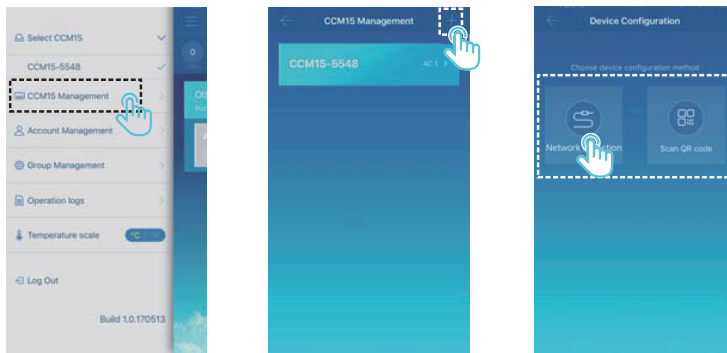 Select CCM15
CCM15-5548
CCM15 Management
Account Management
Group Management
Operation logs
Temperature scale
°C
Log Out
Build 1.0.170513
0
CCM15 Management
CCM15-5548
AC 1
Device Configuration
Choose device configuration method
Scan QR code